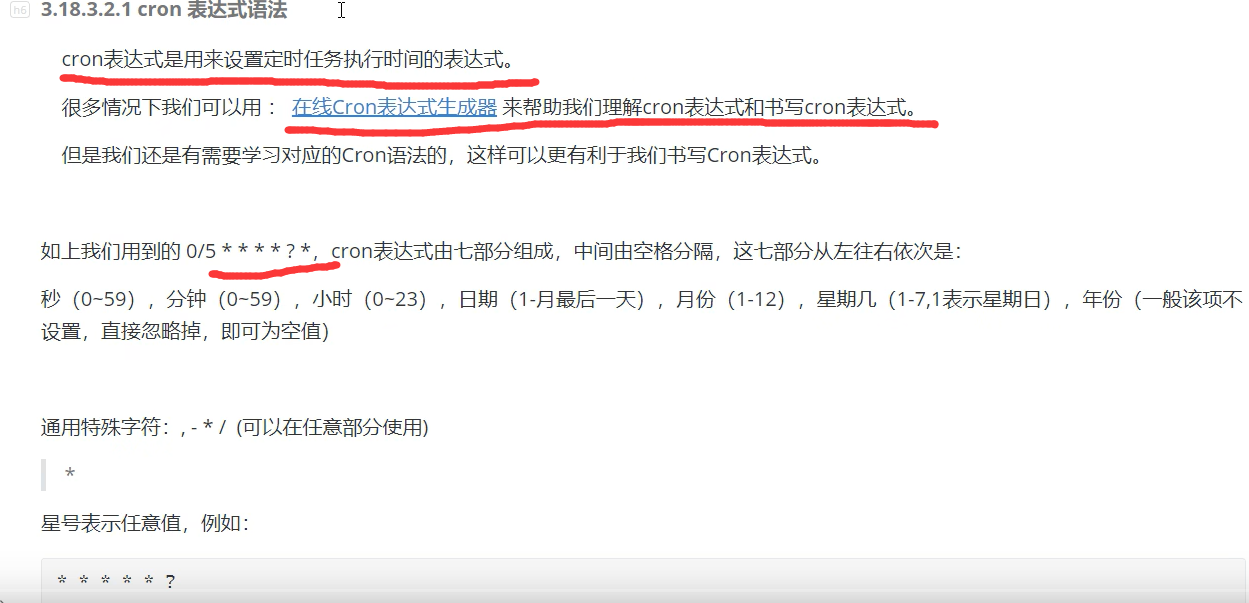 h6 3.18.3.2.1 cron 表达式语法
cron表达式是用来设置定时任务执行时间的表达式。
很多情况下我们可以用： 在线Cron表达式生成器 来帮助我们理解cron表达式和书写cron表达式。
但是我们还是有需要学习对应的Cron语法的，这样可以更有利于我们书写Cron表达式。
如上我们用到的 0/5 * * * * ? *，cron表达式由七部分组成，中间由空格分隔，这七部分从左往右依次是：
秒（0~59），分钟（0~59），小时（0~23），日期（1-月最后一天），月份（1-12），星期几（1-7,1表示星期日），年份（一般该项不
设置，直接忽略掉，即可为空值)
通用特殊字符：, - * /  (可以在任意部分使用)
*
星号表示任意值，例如：
* * * * * ?